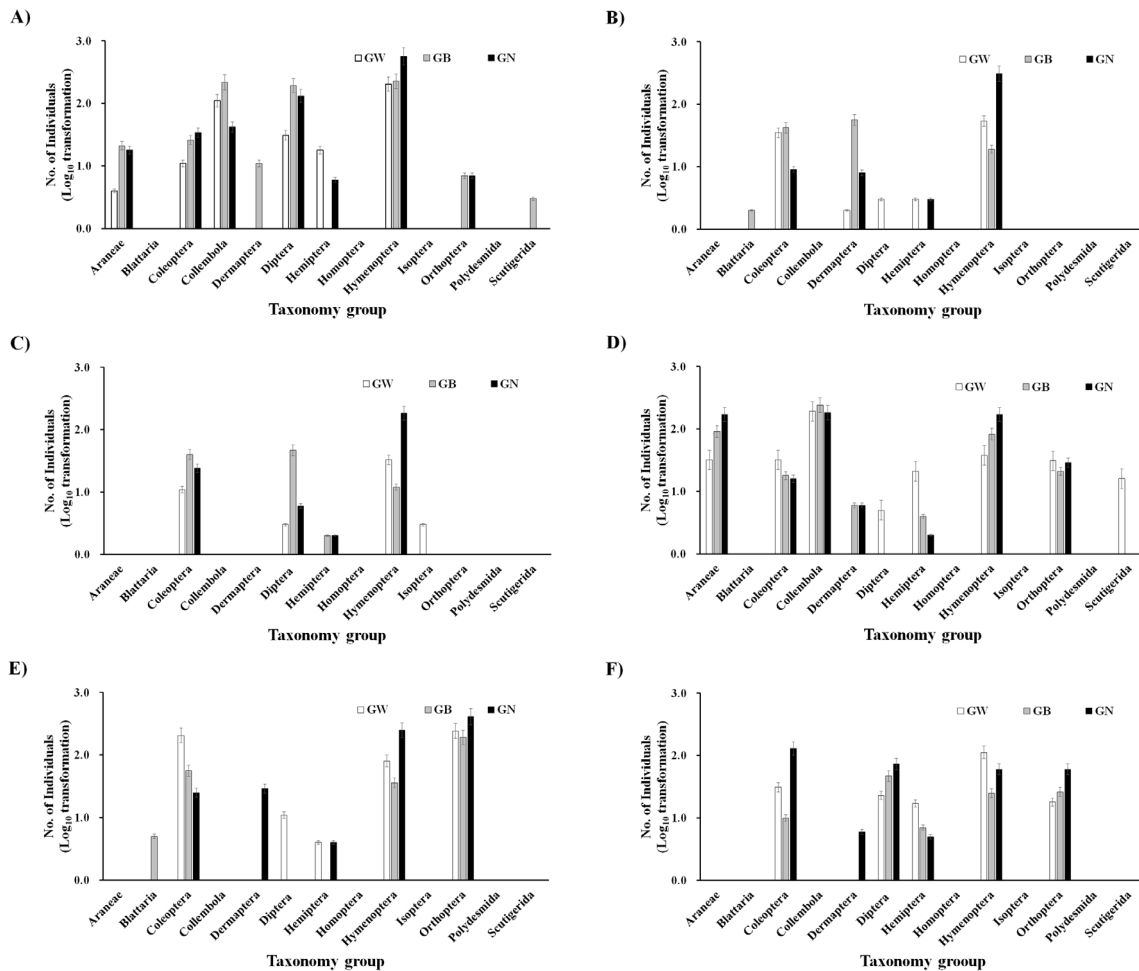 A)
3.0
2.0
1.0
0.0
No. of Individuals
(Log10 transformation)
GW GB GN
Araneae Blattaria Coleoptera Collembola Dermaptera Diptera Hemiptera Homoptera Hymenoptera Isoptera Orthoptera Polydesmida Scutigerida
Taxonomy group
B)
3.0
2.0
1.0
0.0
No. of Individuals
(Log10 transformation)
GW GB GN
Araneae Blattaria Coleoptera Collembola Dermaptera Diptera Hemiptera Homoptera Hymenoptera Isoptera Orthoptera Polydesmida Scutigerida
Taxonomy group
C)
3.0
2.0
1.0
0.0
No. of Individuals
(Log10 transformation)
GW GB GN
Araneae Blattaria Coleoptera Collembola Dermaptera Diptera Hemiptera Homoptera Hymenoptera Isoptera Orthoptera Polydesmida Scutigerida
Taxonomy group
D)
3.0
2.0
1.0
0.0
No. of Individuals
(Log10 transformation)
GW GB GN
Araneae Blattaria Coleoptera Collembola Dermaptera Diptera Hemiptera Homoptera Hymenoptera Isoptera Orthoptera Polydesmida Scutigerida
Taxonomy group
E)
3.0
2.0
1.0
0.0
No. of Individuals
(Log10 transformation)
GW GB GN
Araneae Blattaria Coleoptera Collembola Dermaptera Diptera Hemiptera Homoptera Hymenoptera Isoptera Orthoptera Polydesmida Scutigerida
Taxonomy group
F)
3.0
2.0
1.0
0.0
No. of Individuals
(Log10 transformation)
GW GB GN
Araneae Blattaria Coleoptera Collembola Dermaptera Diptera Hemiptera Homoptera Hymenoptera Isoptera Orthoptera Polydesmida Scutigerida
Taxonomy grooup